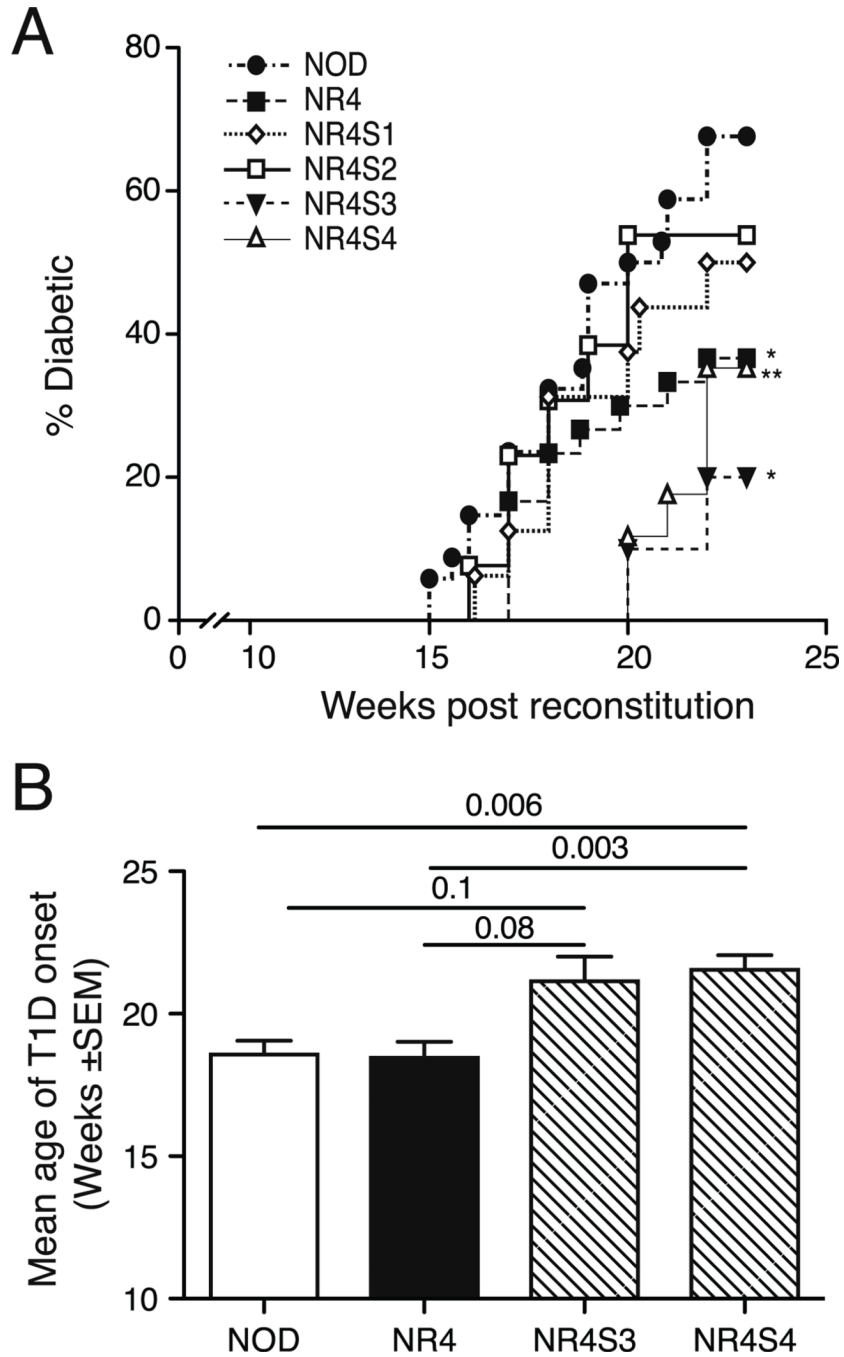 A
80
60
40
20
0
% Diabetic
NOD
NR4
NR4S1
NR4S2
NR4S3
NR4S4
*
**
*
0 10 15 20 25
Weeks post reconstitution
B
0.006
0.003
0.1
0.08
25
20
15
10
Mean age of T1D onset
(Weeks ±SEM)
NOD NR4 NR4S3 NR4S4